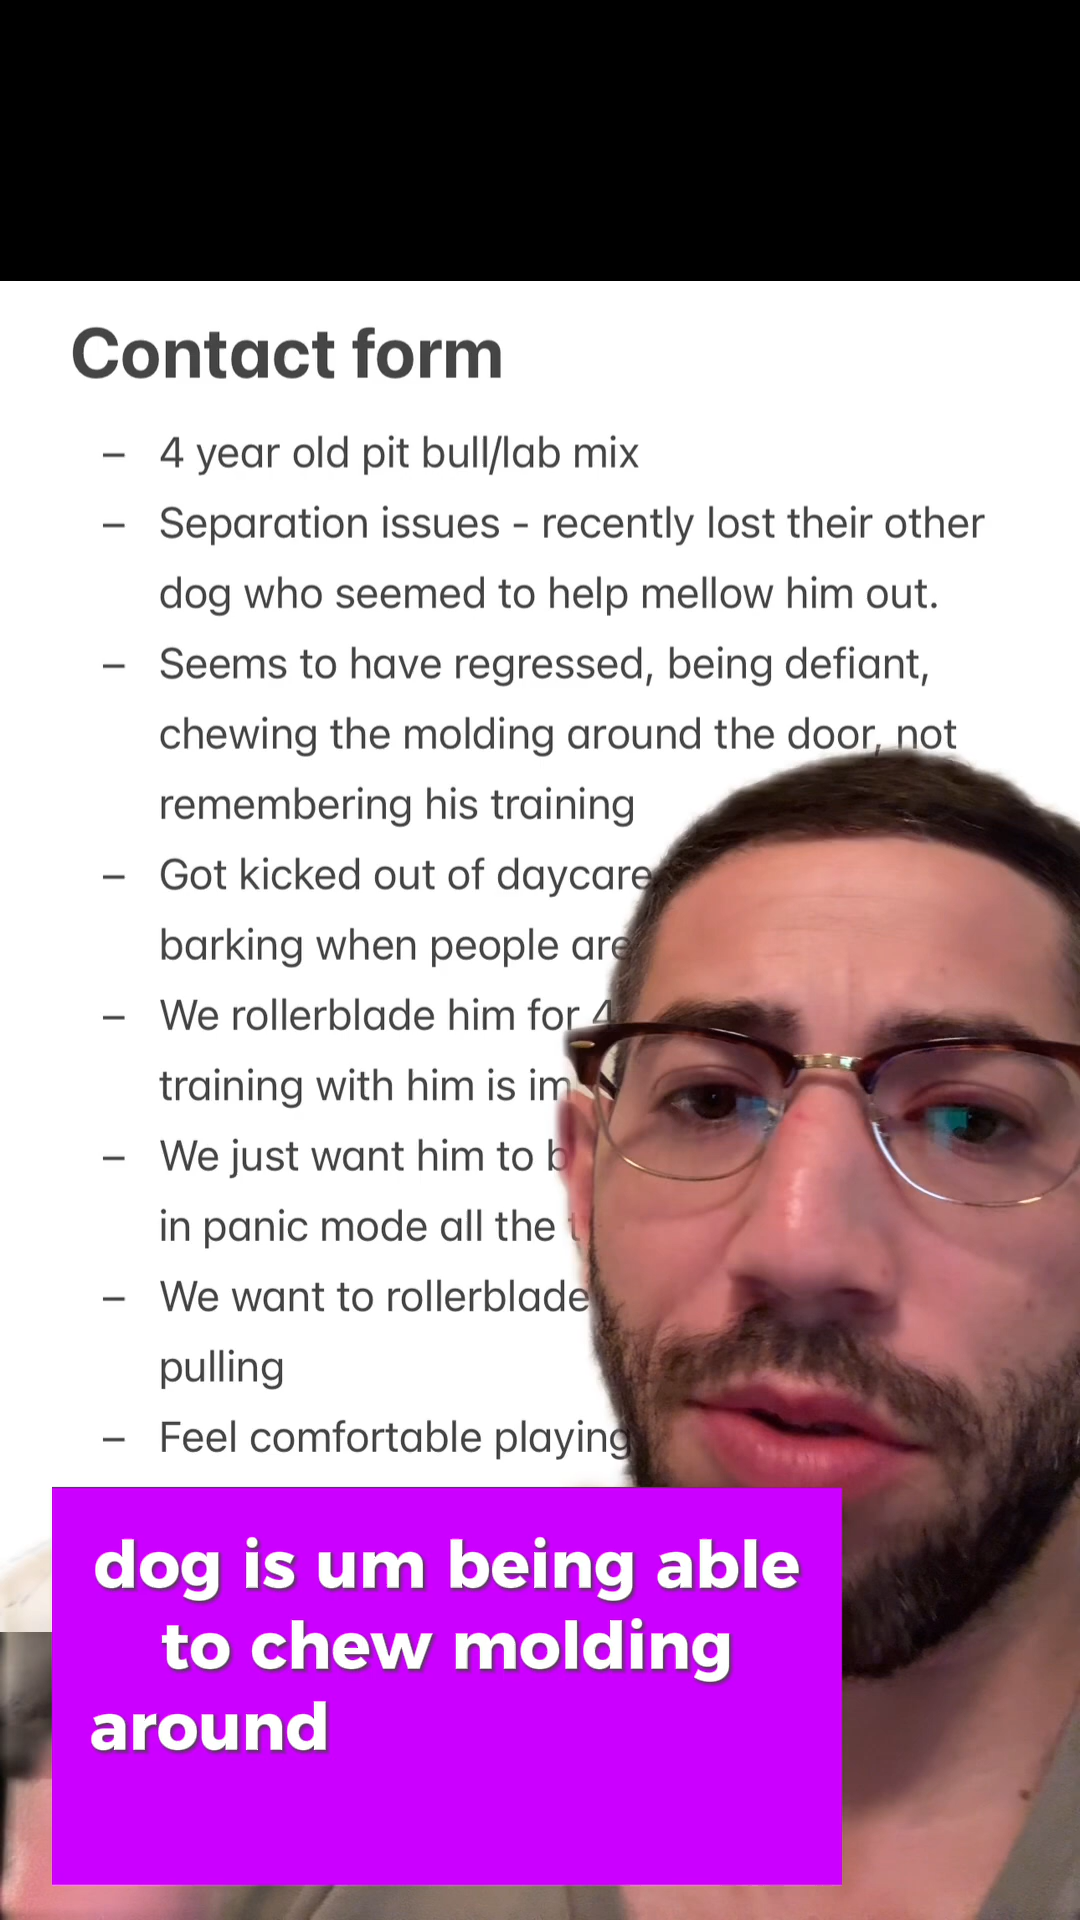 Contact form
– 4 year old pit bull/lab mix
– Separation issues - recently lost their other
dog who seemed to help mellow him out.
– Seems to have regressed, being defiant,
chewing the molding around the door, not
remembering his training
– Got kicked out of daycare
barking when people are
– We rollerblade him for 4
training with him is
– We just want him to
in panic mode all the
– We want to rollerblade
pulling
– Feel comfortable playing
dog is um being able
to chew molding
around